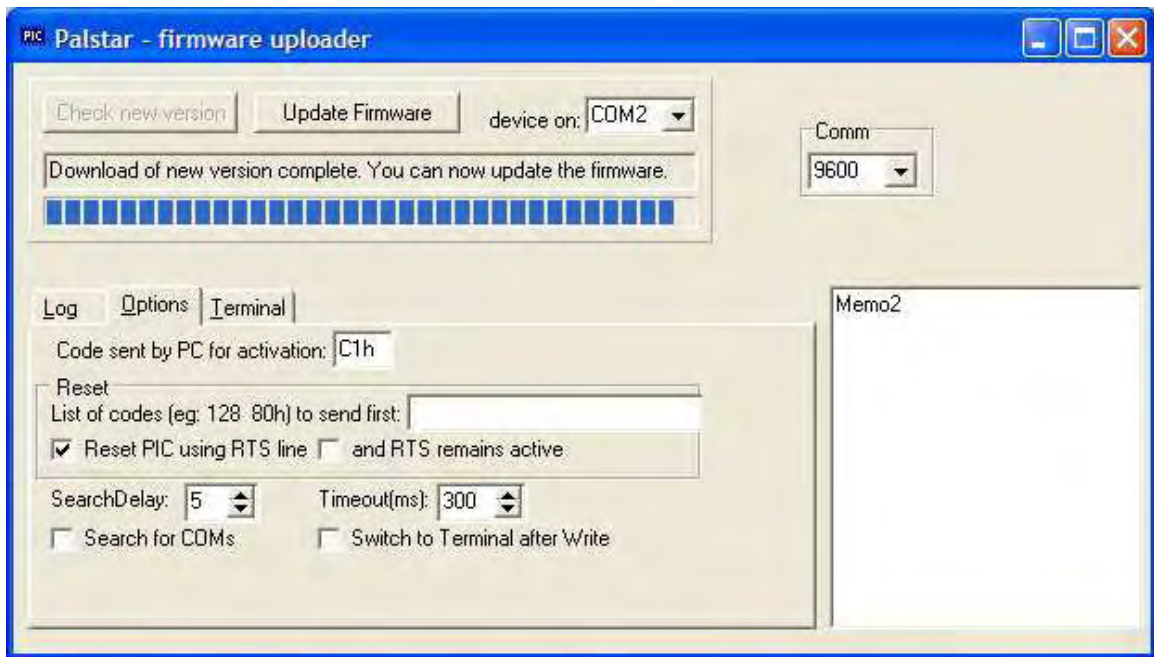 PIC Palstar - firmware uploader
Check new version Update Firmware device on: COM2
Comm
Download of new version complete. You can now update the firmware.
9600
Log Options Terminal
Memo2
Code sent by PC for activation: C1h
Reset
List of codes (eg: 128 80h) to send first:
Reset PIC using RTS line and RTS remains active
SearchDelay: 5 Timeout(ms): 300
Search for COMs Switch to Terminal after Write